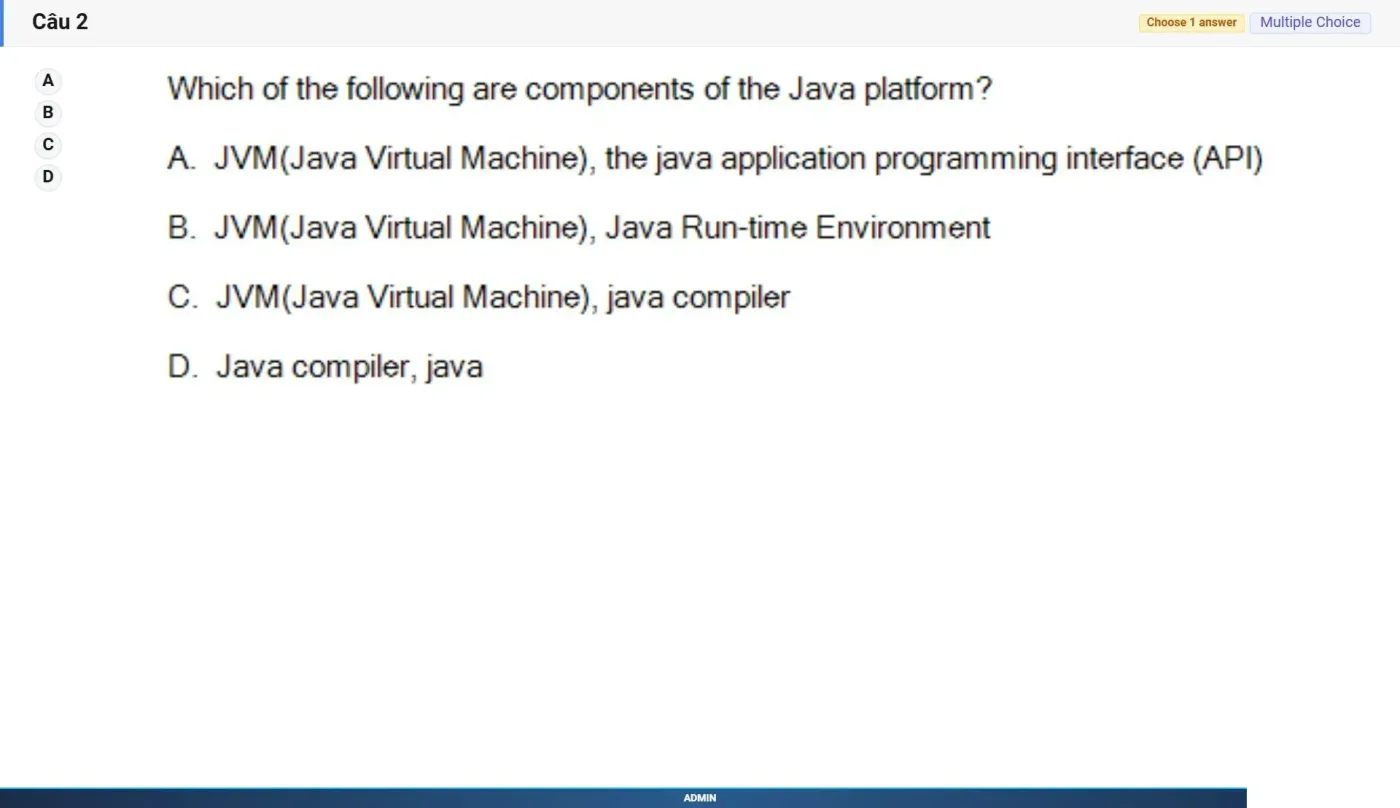 Câu 2
Choose 1 answer
Multiple Choice
A
B
C
D
Which of the following are components of the Java platform?
A. JVM(Java Virtual Machine), the java application programming interface (API)
B. JVM(Java Virtual Machine), Java Run-time Environment
C. JVM(Java Virtual Machine), java compiler
D. Java compiler, java
ADMIN